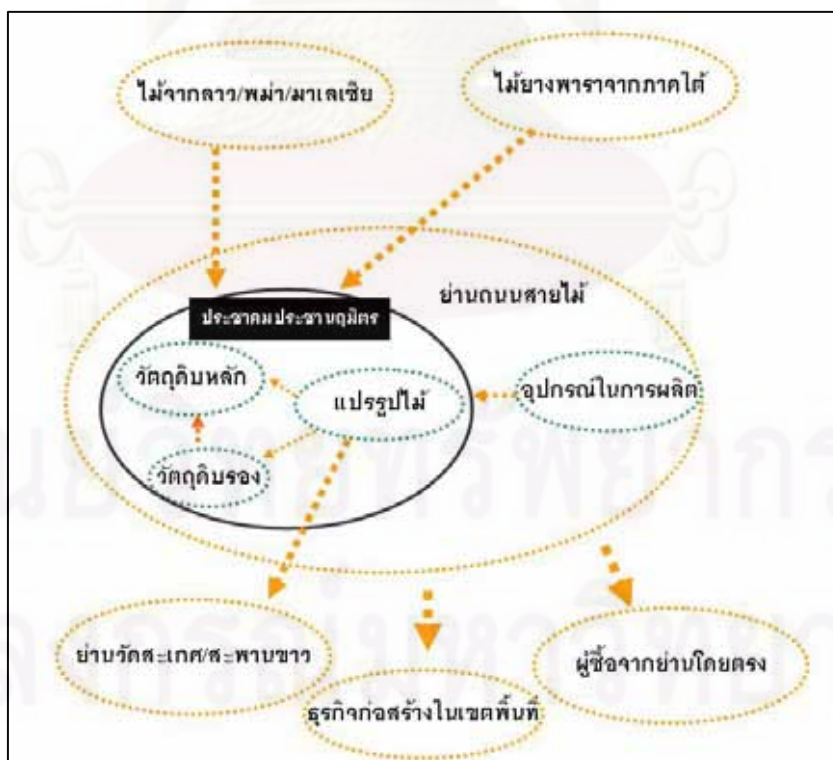 ไม้จากลาว/พม่า/มาเลเซีย
ไม้ยางพาราจากภาคใต้
ย่านถนนสายไม้
ประชาคมประชานฤมิตร
วัตถุดิบหลัก
แปรรูปไม้
อุปกรณ์ในการผลิต
วัตถุดิบรอง
ย่านวัดสะเกศ/สะพานขาว
ผู้ซื้อจากย่านโดยตรง
ธุรกิจก่อสร้างในเขตพื้นที่